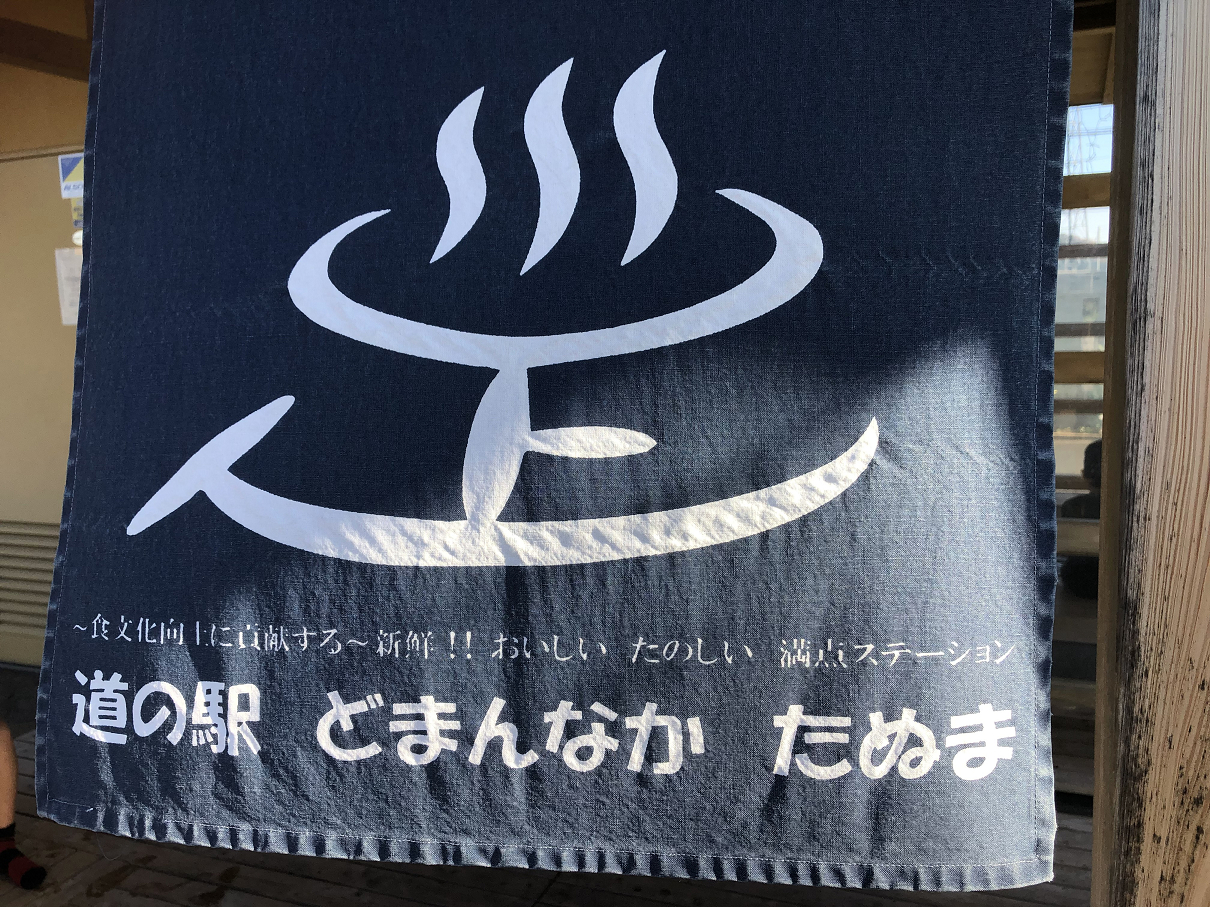 ~食文化向上に貢献する~新鮮!! おいしい たのしい 満点ステーション
道の駅 どまんなか たぬま